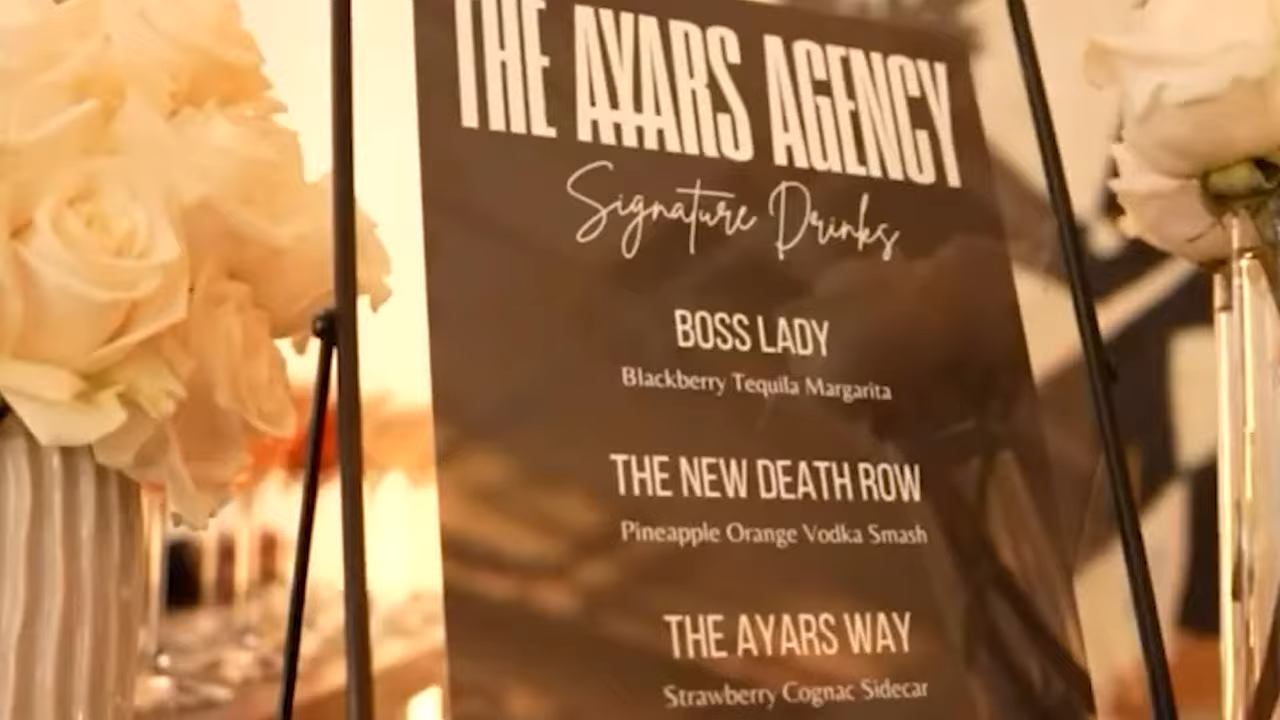 THE AYARS AGENCY
Signature Drinks
BOSS LADY
Blackberry Tequila Margarita
THE NEW DEATH ROW
Pineapple Orange Vodka Smash
THE AYARS WAY
Strawberry Cognac Sidecar